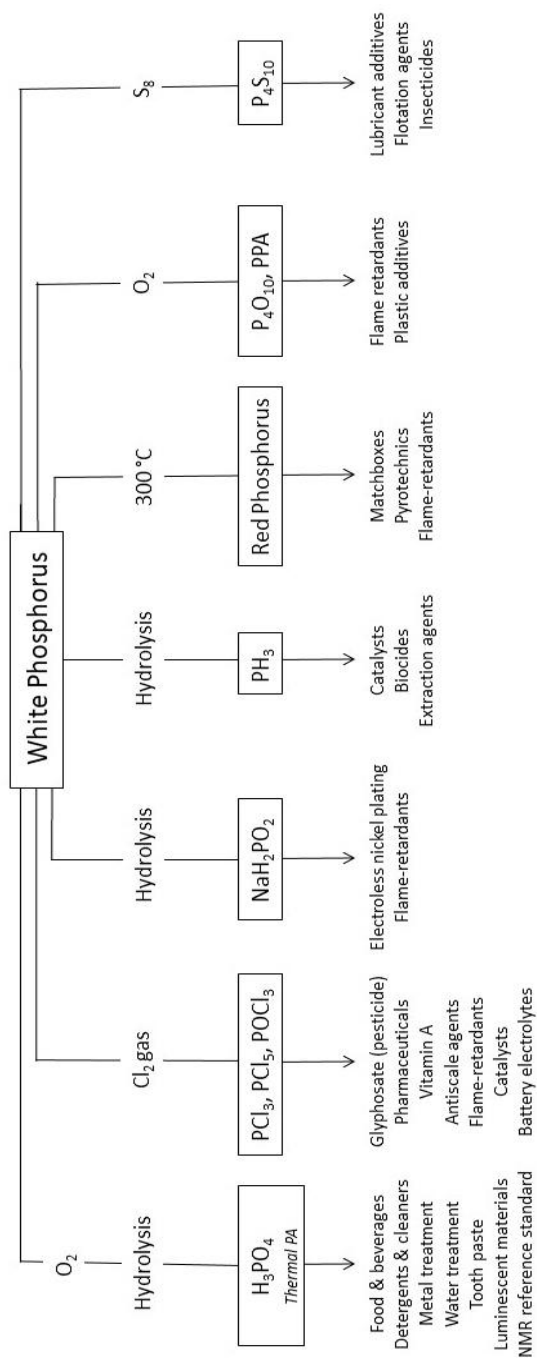 White Phosphorus
O₂
Hydrolysis
H₃PO₄
Thermal PA
Food & beverages
Detergents & cleaners
Metal treatment
Water treatment
Tooth paste
Luminescent materials
NMR reference standard
Cl₂ gas
PCl₃, PCl₅, POCl₃
Glyphosate (pesticide)
Pharmaceuticals
Vitamin A
Antiscale agents
Flame-retardants
Catalysts
Battery electrolytes
Hydrolysis
NaH₂PO₂
Electroless nickel plating
Flame-retardants
Hydrolysis
PH₃
Catalysts
Biocides
Extraction agents
300 °C
Red Phosphorus
Matchboxes
Pyrotechnics
Flame-retardants
O₂
P₄O₁₀, PPA
Flame retardants
Plastic additives
S₈
P₄S₁₀
Lubricant additives
Flotation agents
Insecticides